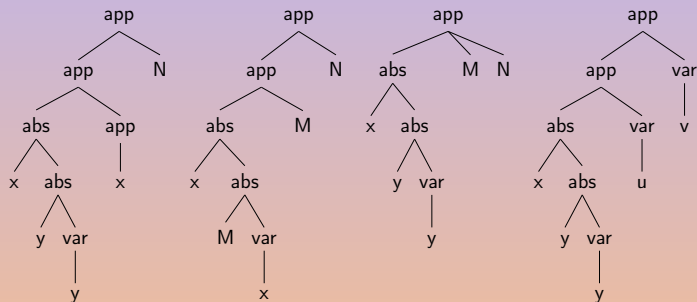 app app app app
app N app N abs M N app var
abs app abs M x abs abs var v
x abs x x abs y var x abs u
y var M var y y var
y x y